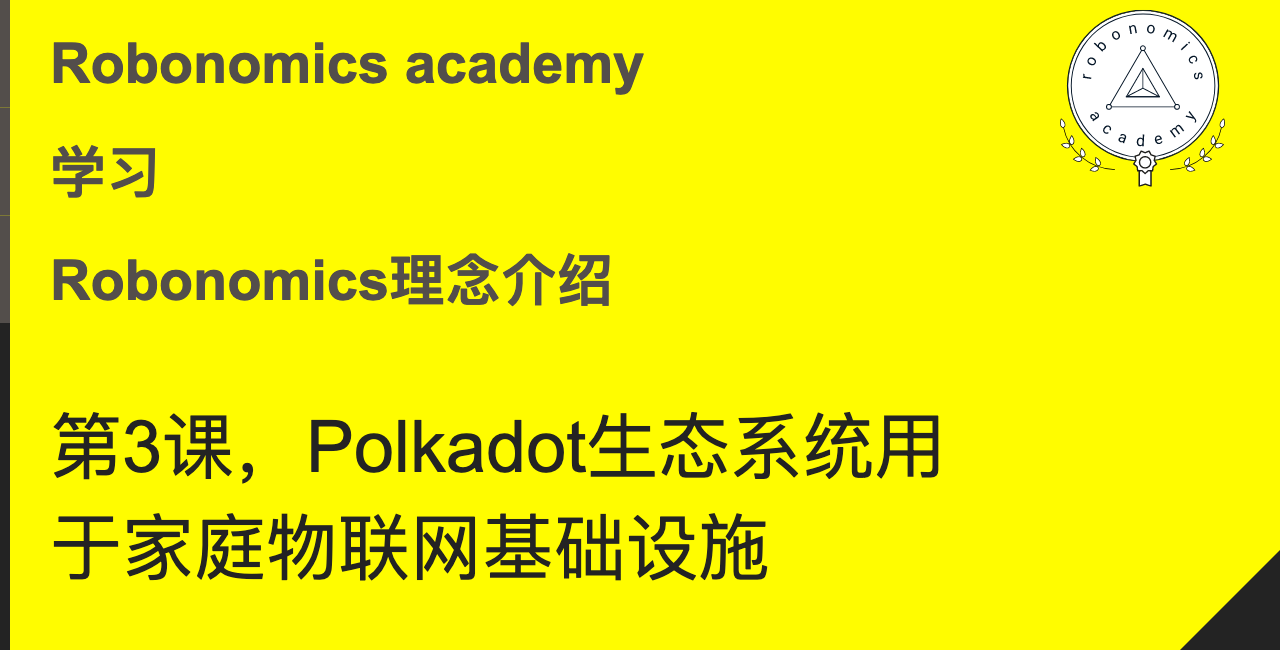 Robonomics academy
学习
Robonomics理念介绍
第3课，Polkadot生态系统用
于家庭物联网基础设施
robonomics
academy